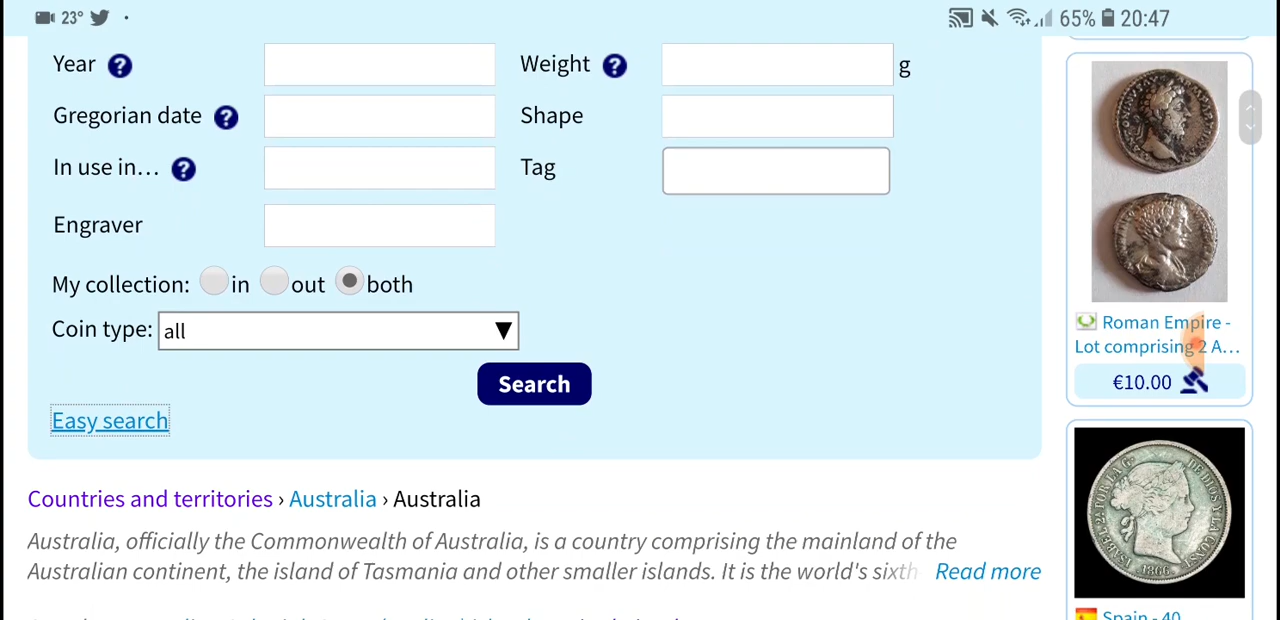 23°
65% 20:47
Year ? Weight ? g
Gregorian date ? Shape
In use in… ? Tag
Engraver
My collection: in out both
Coin type: all ▼
Search
Easy search
Countries and territories › Australia › Australia
Australia, officially the Commonwealth of Australia, is a country comprising the mainland of the
Australian continent, the island of Tasmania and other smaller islands. It is the world's sixth Read more
Roman Empire -
Lot comprising 2 A...
€10.00
1866
Spain - 40